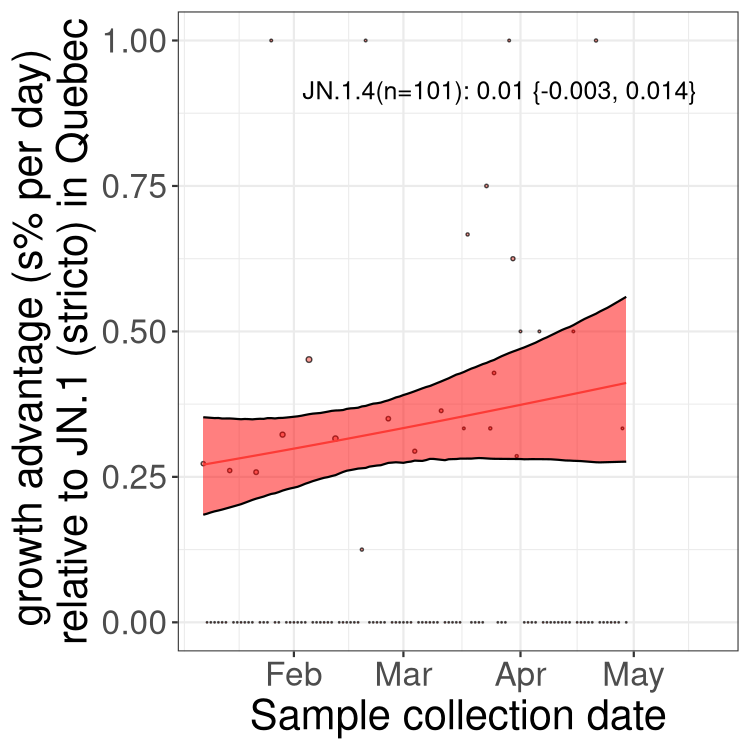 growth advantage (s% per day)
relative to JN.1 (stricto) in Quebec
1.00
0.75
0.50
0.25
0.00
JN.1.4(n=101): 0.01 {-0.003, 0.014}
Feb
Mar
Apr
May
Sample collection date